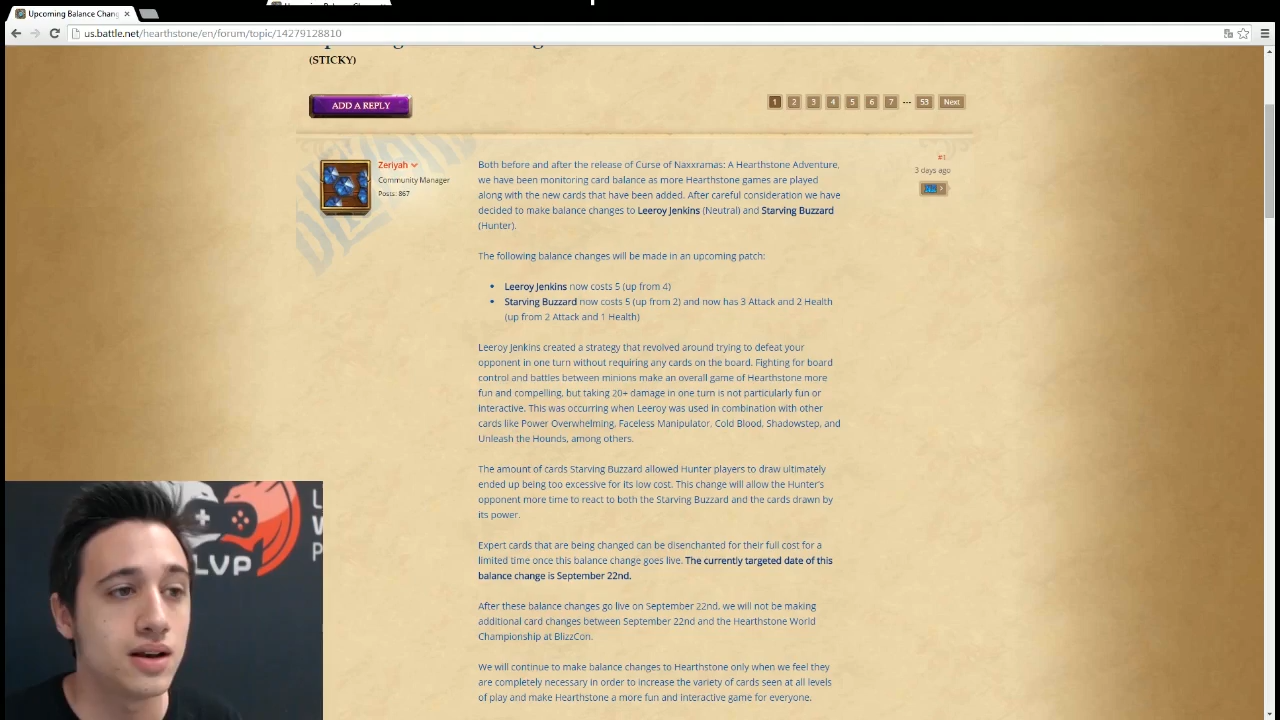 Upcoming Balance Chang
us.battle.net/hearthstone/en/forum/topic/14279128810
(STICKY)
ADD A REPLY
1 2 3 4 5 6 7 ... 53 Next
Zeriyah
Community Manager
Posts: 867
#1
3 days ago
Both before and after the release of Curse of Naxxramas: A Hearthstone Adventure,
we have been monitoring card balance as more Hearthstone games are played
along with the new cards that have been added. After careful consideration we have
decided to make balance changes to Leeroy Jenkins (Neutral) and Starving Buzzard
(Hunter).
The following balance changes will be made in an upcoming patch:
• Leeroy Jenkins now costs 5 (up from 4)
• Starving Buzzard now costs 5 (up from 2) and now has 3 Attack and 2 Health
(up from 2 Attack and 1 Health)
Leeroy Jenkins created a strategy that revolved around trying to defeat your
opponent in one turn without requiring any cards on the board. Fighting for board
control and battles between minions make an overall game of Hearthstone more
fun and compelling, but taking 20+ damage in one turn is not particularly fun or
interactive. This was occurring when Leeroy was used in combination with other
cards like Power Overwhelming, Faceless Manipulator, Cold Blood, Shadowstep, and
Unleash the Hounds, among others.
The amount of cards Starving Buzzard allowed Hunter players to draw ultimately
ended up being too excessive for its low cost. This change will allow the Hunter's
opponent more time to react to both the Starving Buzzard and the cards drawn by
its power.
Expert cards that are being changed can be disenchanted for their full cost for a
limited time once this balance change goes live. The currently targeted date of this
balance change is September 22nd.
After these balance changes go live on September 22nd, we will not be making
additional card changes between September 22nd and the Hearthstone World
Championship at BlizzCon.
We will continue to make balance changes to Hearthstone only when we feel they
are completely necessary in order to increase the variety of cards seen at all levels
of play and make Hearthstone a more fun and interactive game for everyone.
LVP